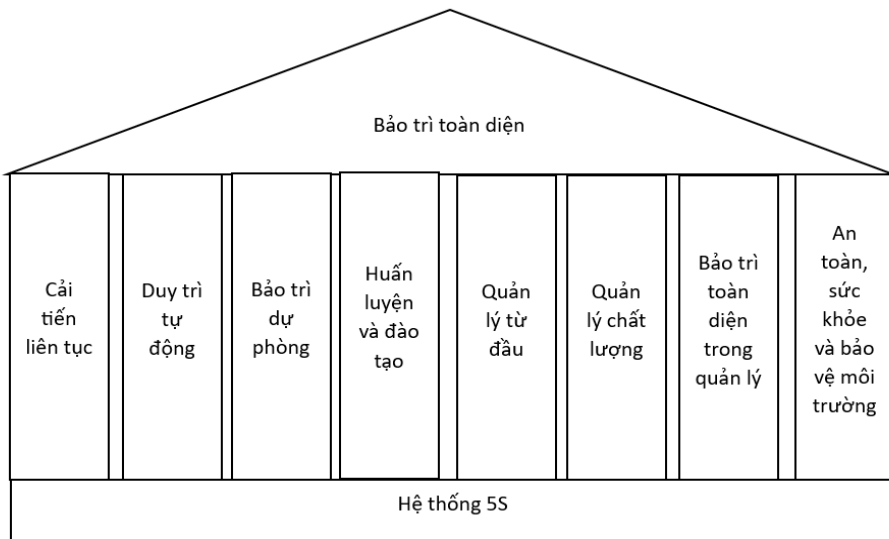 Bảo trì toàn diện
Cải
tiến
liên tục
Duy trì
tự
động
Bảo trì
dự
phòng
Huấn
luyện
và đào
tạo
Quản
lý từ
đầu
Quản
lý chất
lượng
Bảo trì
toàn
diện
trong
quản lý
An
toàn,
sức
khỏe
và bảo
vệ môi
trường
Hệ thống 5S